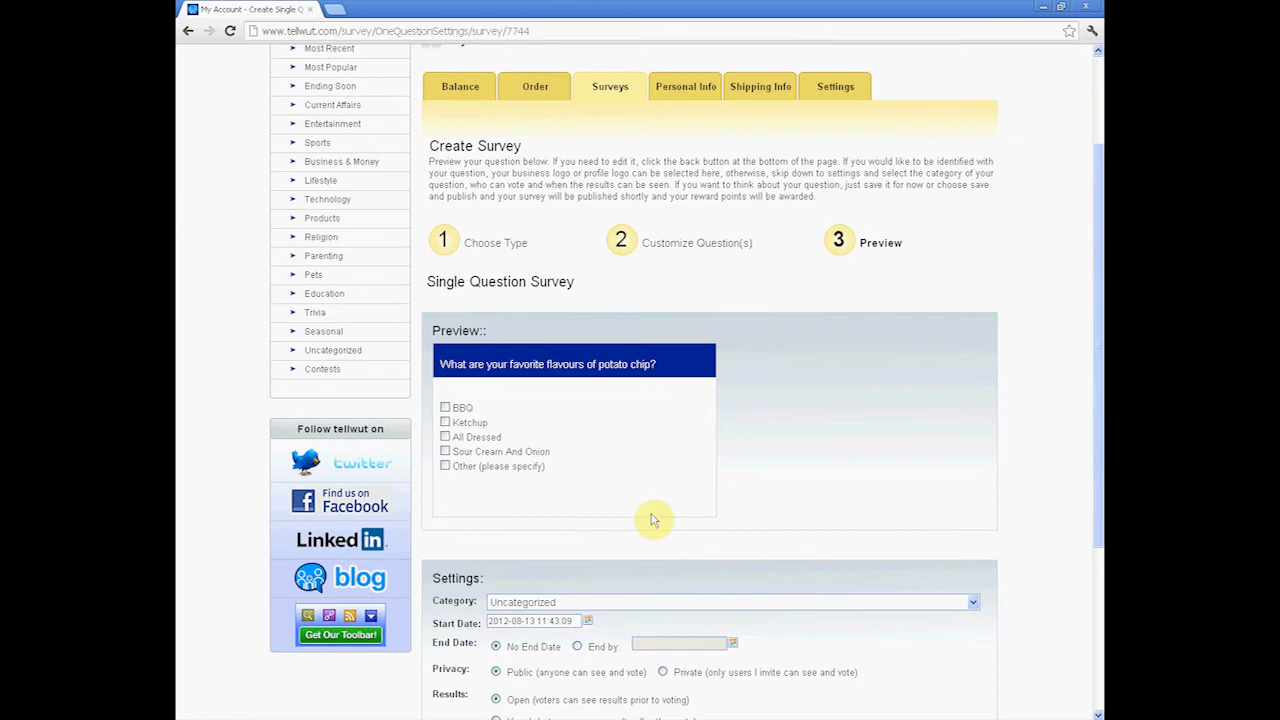 My Account - Create Single Q
www.tellwut.com/survey/OneQuestionSettings/survey/7744
Most Recent
Most Popular
Ending Soon
Current Affairs
Entertainment
Sports
Business & Money
Lifestyle
Technology
Products
Religion
Parenting
Pets
Education
Trivia
Seasonal
Uncategorized
Contests
Follow tellwut on
twitter
Find us on
Facebook
Linked in
blog
Get Our Toolbar!
Balance
Order
Surveys
Personal Info
Shipping Info
Settings
Create Survey
Preview your question below. If you need to edit it, click the back button at the bottom of the page. If you would like to be identified with
your question, your business logo or profile logo can be selected here, otherwise, skip down to settings and select the category of your
question, who can vote and when the results can be seen. If you want to think about your question, just save it for now or choose save
and publish and your survey will be published shortly and your reward points will be awarded.
1 Choose Type
2 Customize Question(s)
3 Preview
Single Question Survey
Preview::
What are your favorite flavours of potato chip?
BBQ
Ketchup
All Dressed
Sour Cream And Onion
Other (please specify)
Settings:
Category: Uncategorized
Start Date: 2012-08-13 11:43:09
End Date: No End Date End by:
Privacy: Public (anyone can see and vote) Private (only users I invite can see and vote)
Results: Open (voters can see results prior to voting)